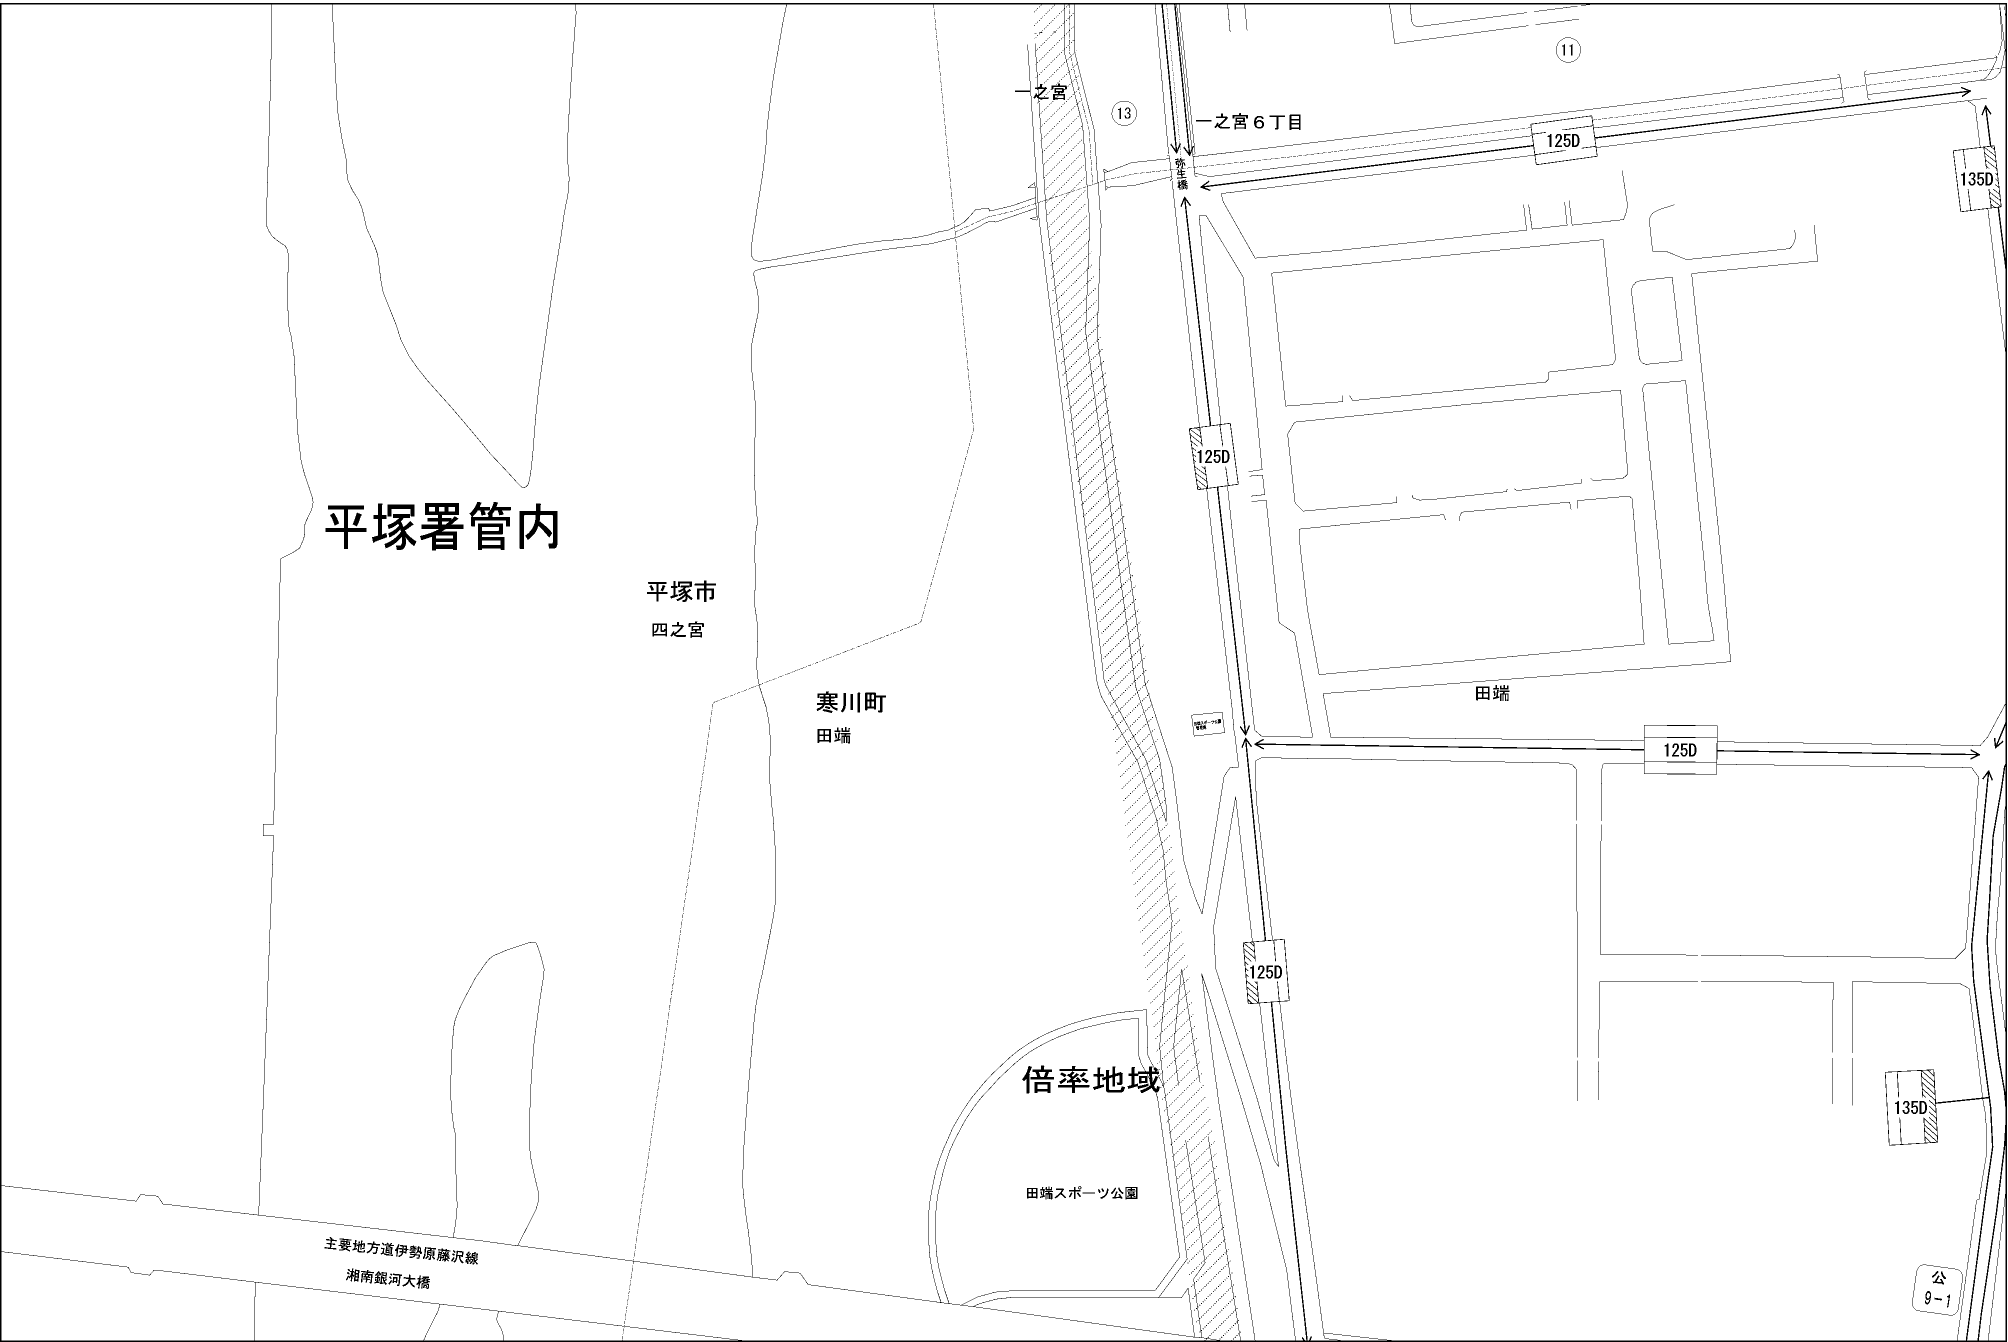 11
一之宮
13
一之宮６丁目
125D
弥生橋
135D
125D
平塚署管内
平塚市
四之宮
寒川町
田端
田端
125D
125D
倍率地域
135D
田端スポーツ公園
主要地方道伊勢原藤沢線
湘南銀河大橋
公
9-1